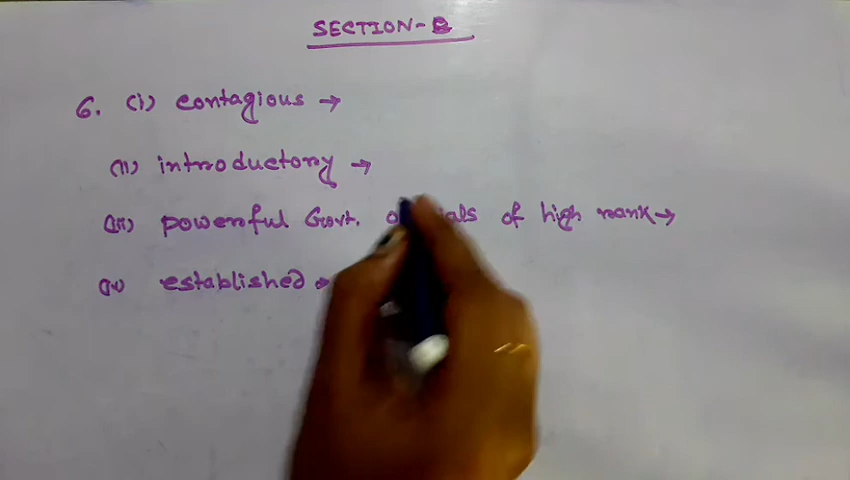 SECTION-B
6. (i) contagious →
(ii) introductory →
(iii) powerful Govt. of high rank →
(iv) established →